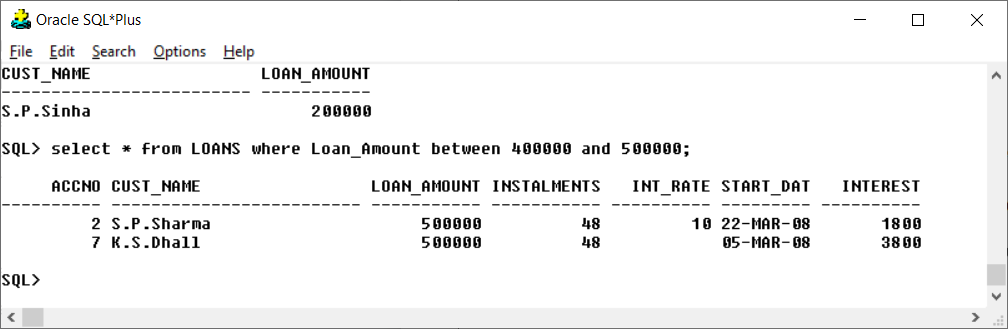 Oracle SQL*Plus
File Edit Search Options Help
CUST_NAME LOAN_AMOUNT
------------------------- -----------
S.P.Sinha 200000
SQL> select * from LOANS where Loan_Amount between 400000 and 500000;
ACCNO CUST_NAME LOAN_AMOUNT INSTALMENTS INT_RATE START_DAT INTEREST
---------- ------------------------- ----------- ----------- ---------- --------- ----------
2 S.P.Sharma 500000 48 10 22-MAR-08 1800
7 K.S.Dhall 500000 48 05-MAR-08 3800
SQL>